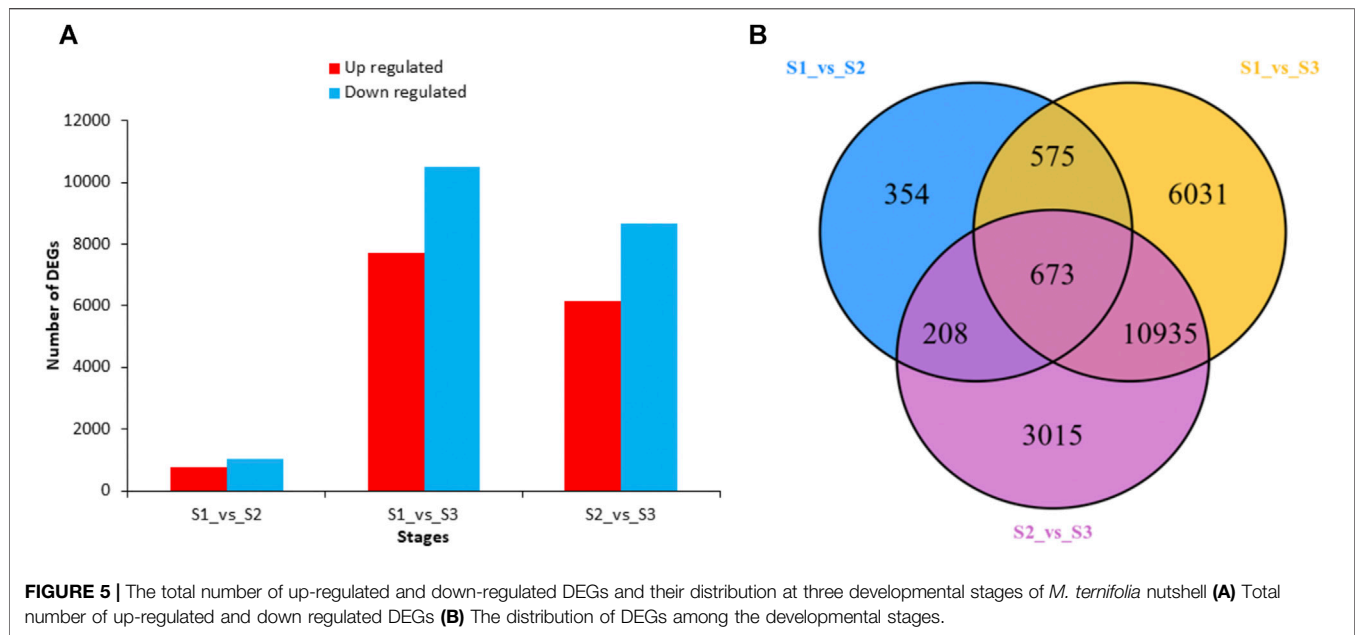 A
Up regulated
Down regulated
12000
10000
8000
6000
4000
2000
0
Number of DEGs
S1_vs_S2
S1_vs_S3
S2_vs_S3
Stages
B
S1_vs_S2
S1_vs_S3
575
354
6031
673
208
10935
3015
S2_vs_S3
FIGURE 5 | The total number of up-regulated and down-regulated DEGs and their distribution at three developmental stages of M. ternifolia nutshell (A) Total
number of up-regulated and down regulated DEGs (B) The distribution of DEGs among the developmental stages.